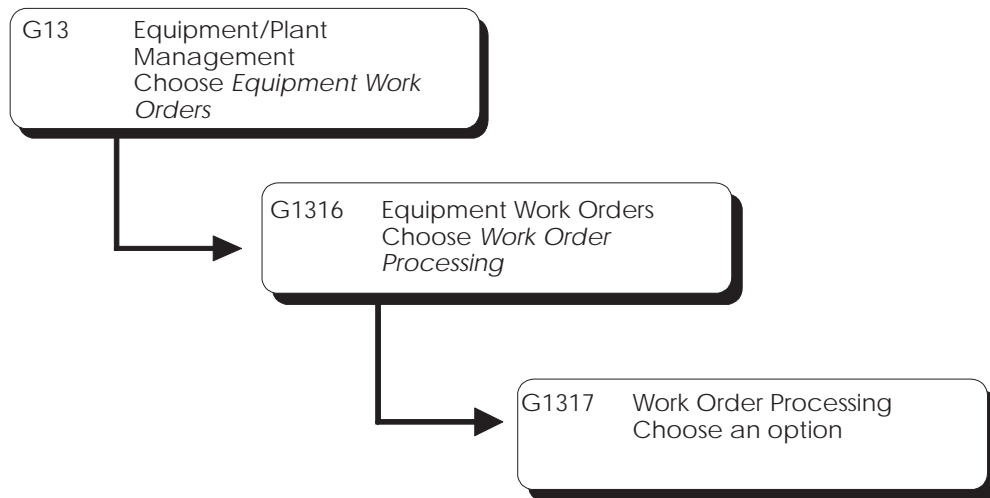 G13 Equipment/Plant
Management
Choose Equipment Work
Orders
G1316 Equipment Work Orders
Choose Work Order
Processing
G1317 Work Order Processing
Choose an option